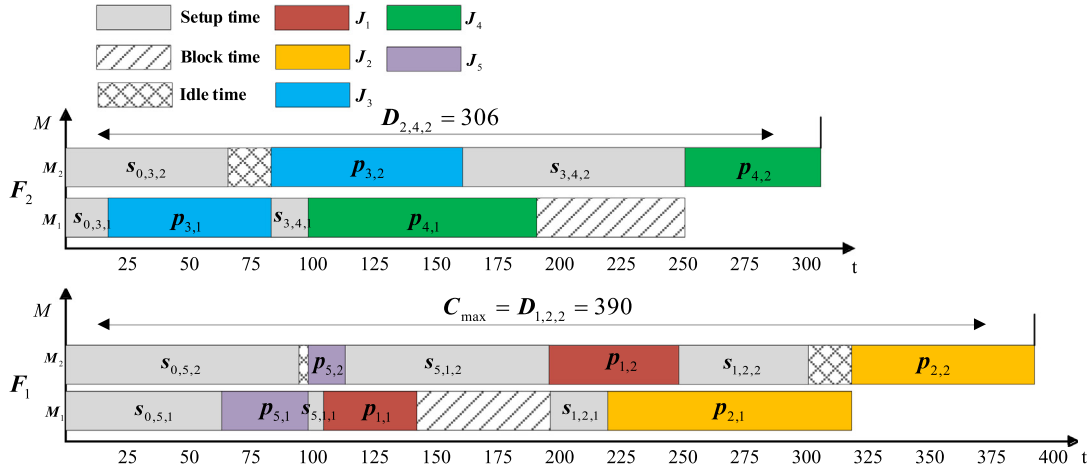 Setup time J₁ J₄
Block time J₂ J₅
Idle time J₃
M D₂,₄,₂ = 306
M₂ s₀,₃,₂ p₃,₂ s₃,₄,₂ p₄,₂
F₂
M₁ s₀,₃,₁ p₃,₁ s₃,₄,₁ p₄,₁
25 50 75 100 125 150 175 200 225 250 275 300 t
M C_max = D₁,₂,₂ = 390
M₂ s₀,₅,₂ p₅,₂ s₅,₁,₂ p₁,₂ s₁,₂,₂ p₂,₂
F₁
M₁ s₀,₅,₁ p₅,₁ s₅,₁,₁ p₁,₁ s₁,₂,₁ p₂,₁
25 50 75 100 125 150 175 200 225 250 275 300 325 350 375 400 t